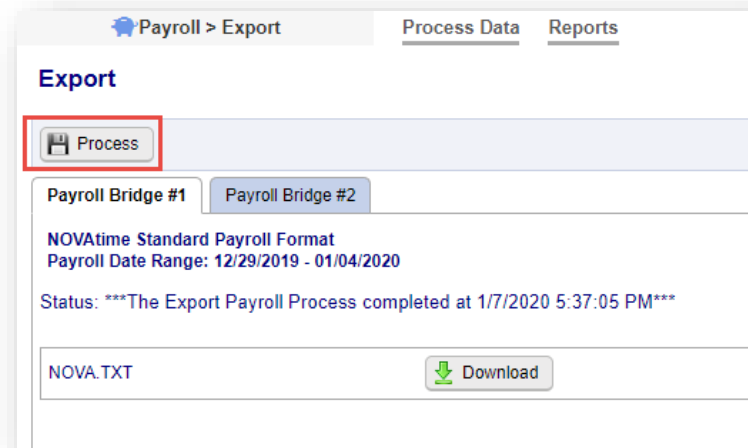 Payroll > Export Process Data Reports
Export
Process
Payroll Bridge #1 Payroll Bridge #2
NOVAtime Standard Payroll Format
Payroll Date Range: 12/29/2019 - 01/04/2020
Status: ***The Export Payroll Process completed at 1/7/2020 5:37:05 PM***
NOVA.TXT Download